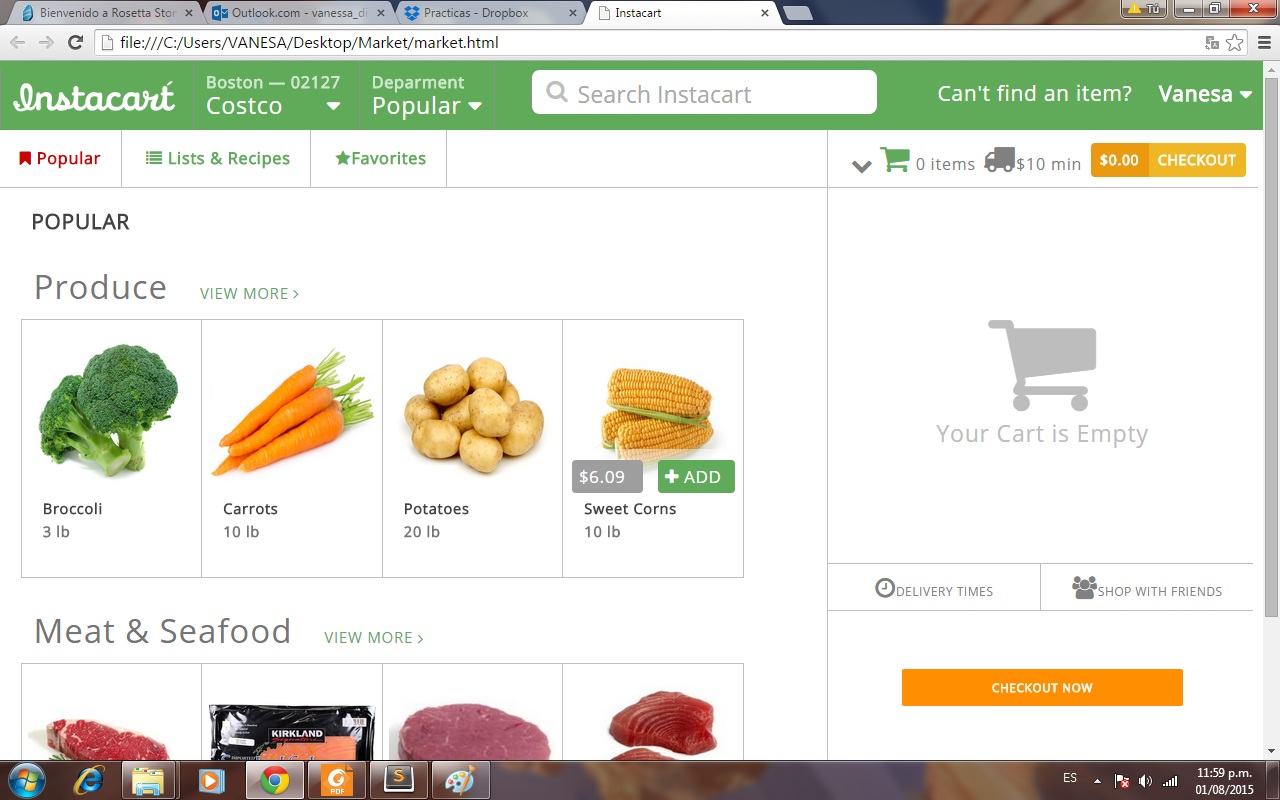 Bienvenido a Rosetta Stor
Outlook.com - vanessa_di
Practicas - Dropbox
Instacart
Tú
file:///C:/Users/VANESA/Desktop/Market/market.html
Instacart
Boston — 02127
Costco
Deparment
Popular
Search Instacart
Can't find an item?
Vanesa
Popular
Lists & Recipes
Favorites
0 items
$10 min
$0.00
CHECKOUT
POPULAR
Produce
VIEW MORE
$6.09
ADD
Broccoli
3 lb
Carrots
10 lb
Potatoes
20 lb
Sweet Corns
10 lb
Your Cart is Empty
DELIVERY TIMES
SHOP WITH FRIENDS
Meat & Seafood
VIEW MORE
KIRKLAND
Signature
CHECKOUT NOW
PDF
ES
11:59 p.m.
01/08/2015